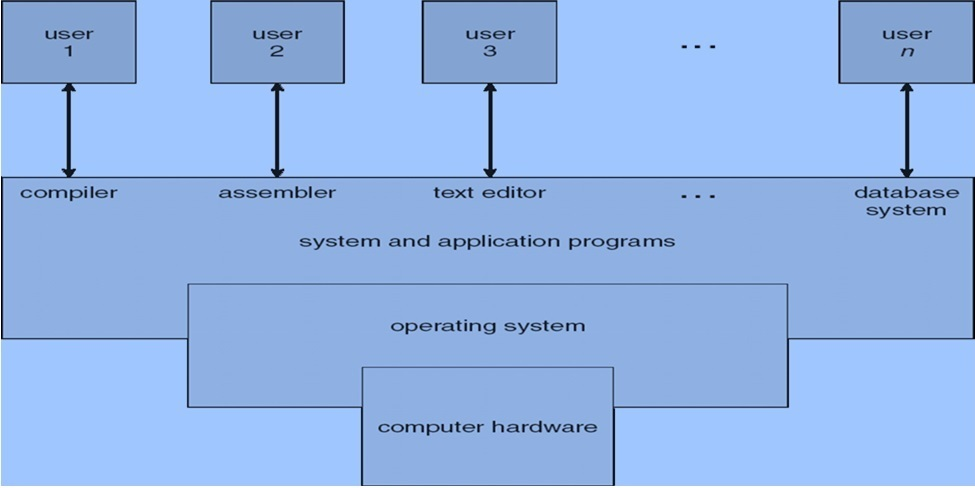 user
1
user
2
user
3
...
user
n
compiler
assembler
text editor
...
database
system
system and application programs
operating system
computer hardware